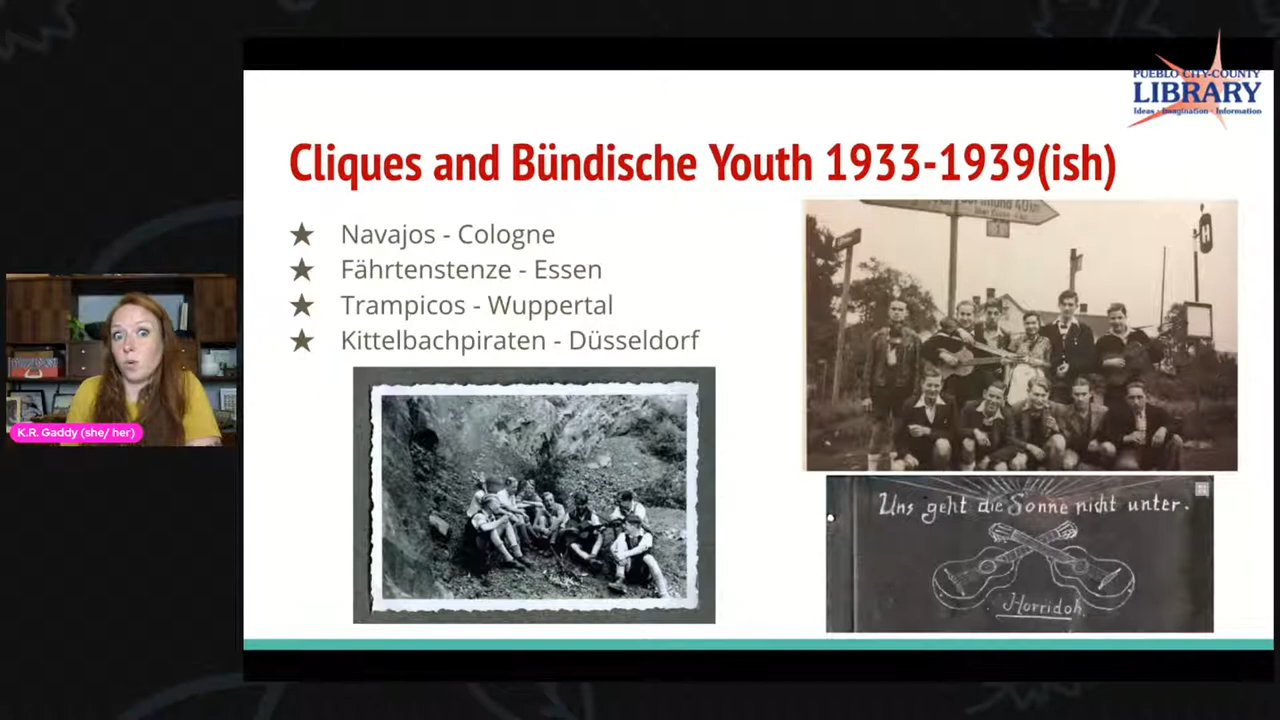 PUEBLO CITY-COUNTY
LIBRARY
Ideas · Imagination · Information
Cliques and Bündische Youth 1933-1939(ish)
★ Navajos - Cologne
★ Fährtenstenze - Essen
★ Trampicos - Wuppertal
★ Kittelbachpiraten - Düsseldorf
K.R. Gaddy (she/ her)
Uns geht die Sonne nicht unter.
Horridoh